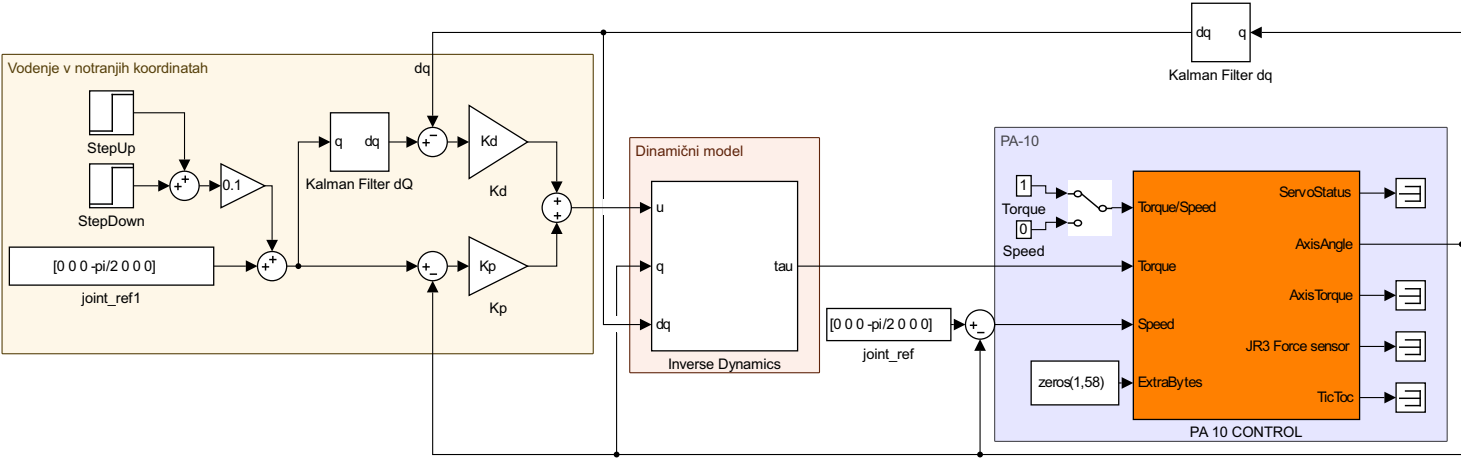 dq q
Kalman Filter dq
Vodenje v notranjih koordinatah
dq
StepUp
q dq
Kalman Filter dQ
Kd
Kd
StepDown
0.1
[0 0 0 -pi/2 0 0 0]
joint_ref1
Kp
Kp
Dinamični model
u
q
dq
tau
Inverse Dynamics
[0 0 0 -pi/2 0 0 0]
joint_ref
PA-10
1
Torque
0
Speed
zeros(1,58)
Torque/Speed
Torque
Speed
ExtraBytes
ServoStatus
AxisAngle
AxisTorque
JR3 Force sensor
TicToc
PA 10 CONTROL